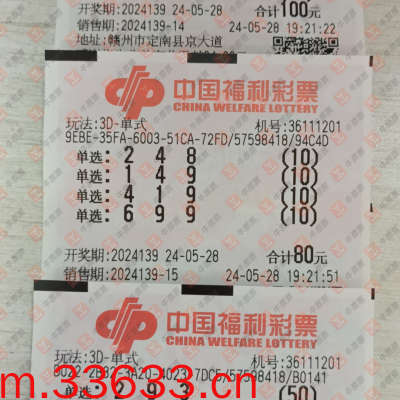 开奖期:2024139 24-05-28 合计100元
销售期:2024139-14 24-05-28 19:21:22
地址:赣州市定南县京大道
中国福利彩票
CHINA WELFARE LOTTERY
玩法:3D-单式 机号:36111201
9EBE-35FA-6003-51CA-72FD/57598418/94C4D
单选: 2 4 8 (10)
单选: 1 4 9 (10)
单选: 4 1 9 (10)
单选: 6 9 9 (10)
开奖期:2024139 24-05-28 合计80元
销售期:2024139-15 24-05-28 19:21:51
中国福利彩票
CHINA WELFARE LOTTERY
玩法:3D-单式 机号:36111201
单选: 2 9 3 (50)
m.33633.cn